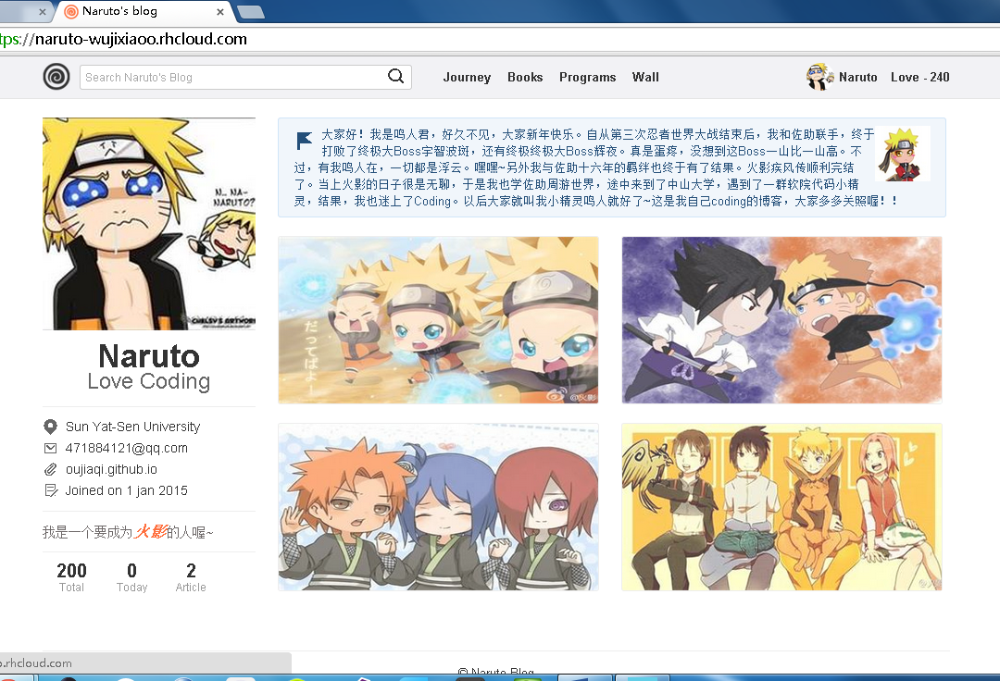 Naruto's blog
tps://naruto-wujixiaoo.rhcloud.com
Search Naruto's Blog
Journey Books Programs Wall
Naruto Love - 240
N.. NA-
NARUTO?
CHELSY'S ARTWORK
Naruto
Love Coding
Sun Yat-Sen University
471884121@qq.com
oujiaqi.github.io
Joined on 1 jan 2015
我是一个要成为火影的人喔~
200 0 2
Total Today Article
大家好！我是鸣人君，好久不见，大家新年快乐。自从第三次忍者世界大战结束后，我和佐助联手，终于
打败了终极大Boss宇智波斑，还有终极终极大Boss辉夜。真是蛋疼，没想到这Boss一山比一山高。不
过，有我鸣人在，一切都是浮云。嘿嘿~另外我与佐助十六年的羁绊也终于有了结果。火影疾风传顺利完结
了。当上火影的日子很是无聊，于是我也学佐助周游世界，途中来到了中山大学，遇到了一群软院代码小精
灵，结果，我也迷上了Coding。以后大家就叫我小精灵鸣人就好了~这是我自己coding的博客，大家多多关照喔！！
だってばよ
© Naruto Blog
o.rhcloud.com